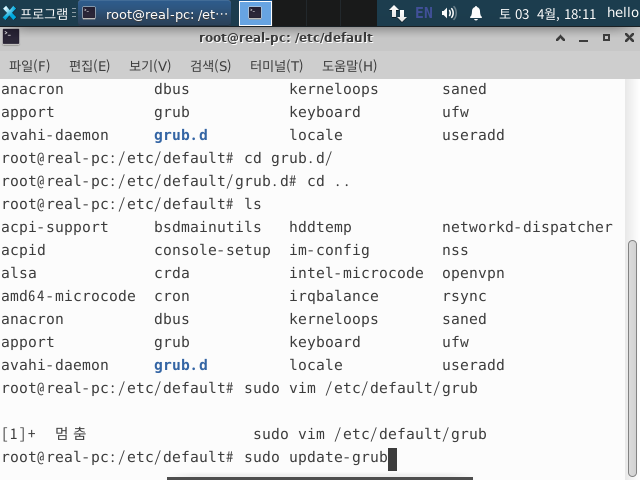 프로그램 root@real-pc: /et··· EN 토 03 4월, 18:11 hello
root@real-pc: /etc/default
파일(F) 편집(E) 보기(V) 검색(S) 터미널(T) 도움말(H)
anacron dbus kerneloops saned
apport grub keyboard ufw
avahi-daemon grub.d locale useradd
root@real-pc:/etc/default# cd grub.d/
root@real-pc:/etc/default/grub.d# cd ..
root@real-pc:/etc/default# ls
acpi-support bsdmainutils hddtemp networkd-dispatcher
acpid console-setup im-config nss
alsa crda intel-microcode openvpn
amd64-microcode cron irqbalance rsync
anacron dbus kerneloops saned
apport grub keyboard ufw
avahi-daemon grub.d locale useradd
root@real-pc:/etc/default# sudo vim /etc/default/grub
[1]+ 멈춤 sudo vim /etc/default/grub
root@real-pc:/etc/default# sudo update-grub